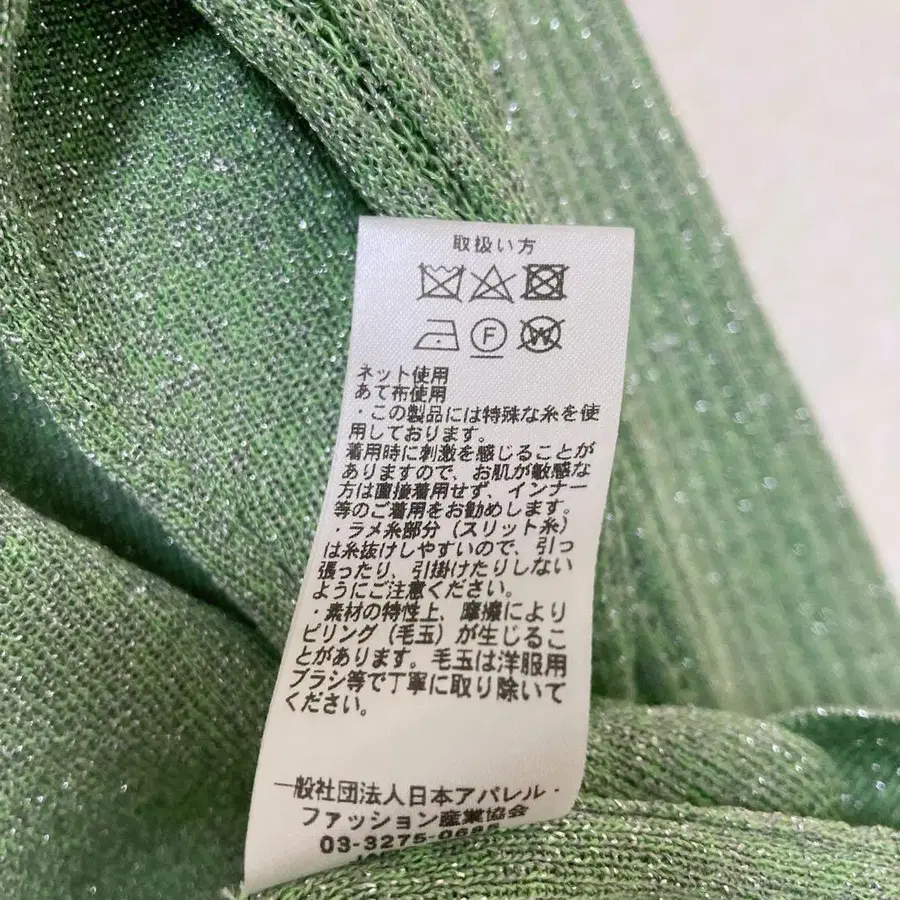 取扱い方
F W
ネット使用
あて布使用
・この製品には特殊な糸を使
用しております。
着用時に刺激を感じることが
ありますので、お肌が敏感な
方は直接着用せず、インナー
等のご着用をお勧めします。
・ラメ糸部分（スリット糸）
は糸抜けしやすいので、引っ
張ったり、引掛けたりしない
ようにご注意ください。
・素材の特性上、摩擦により
ピリング（毛玉）が生じるこ
とがあります。毛玉は洋服用
ブラシ等で丁寧に取り除いて
ください。
一般社団法人日本アパレル・
ファッション産業協会
03-3275-0685